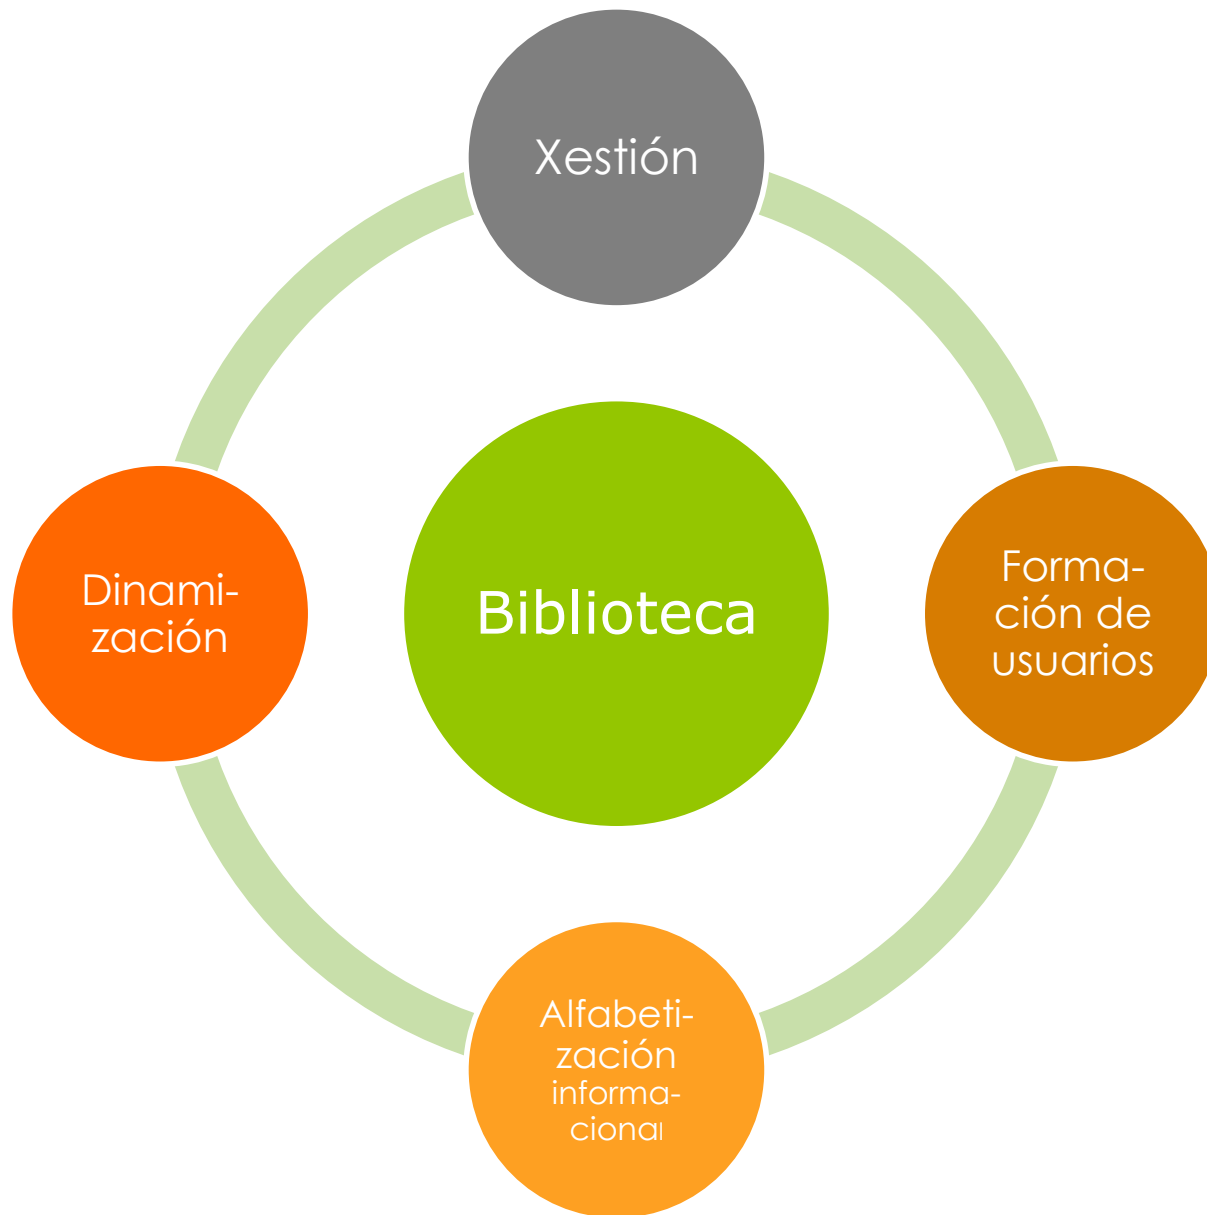 Xestión
Dinami-
zación
Biblioteca
Forma-
ción de
usuarios
Alfabeti-
zación
informa-
cional